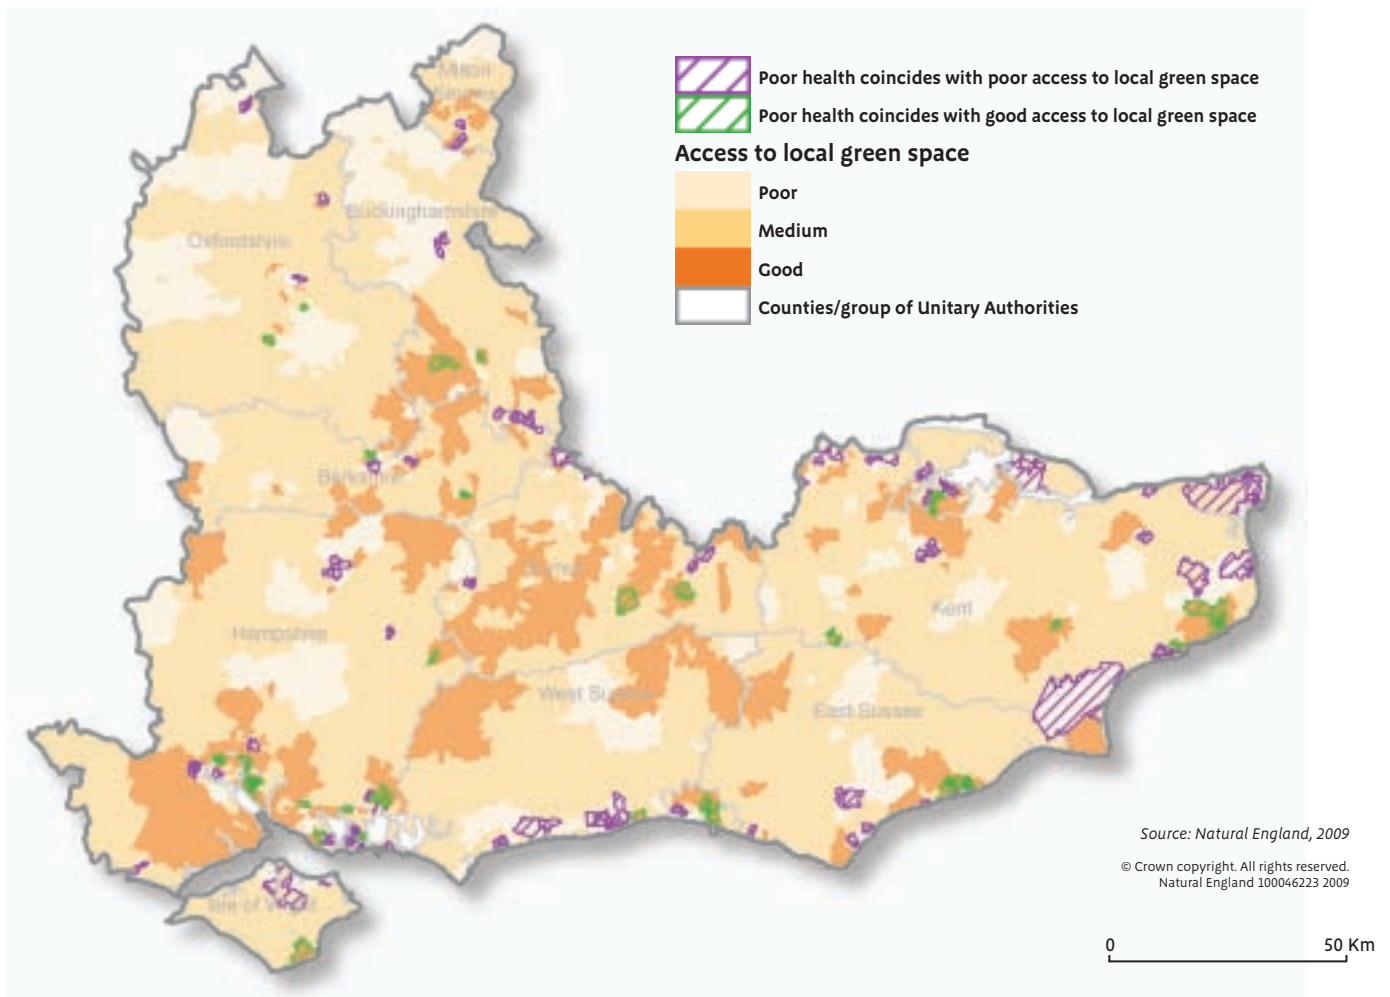 Poor health coincides with poor access to local green space
Poor health coincides with good access to local green space
Access to local green space
Poor
Medium
Good
Counties/group of Unitary Authorities
Milton
Keynes
Buckinghamshire
Oxfordshire
Berkshire
Surrey
Kent
Hampshire
West Sussex
East Sussex
Isle of Wight
Source: Natural England, 2009
© Crown copyright. All rights reserved.
Natural England 100046223 2009
0 50 Km